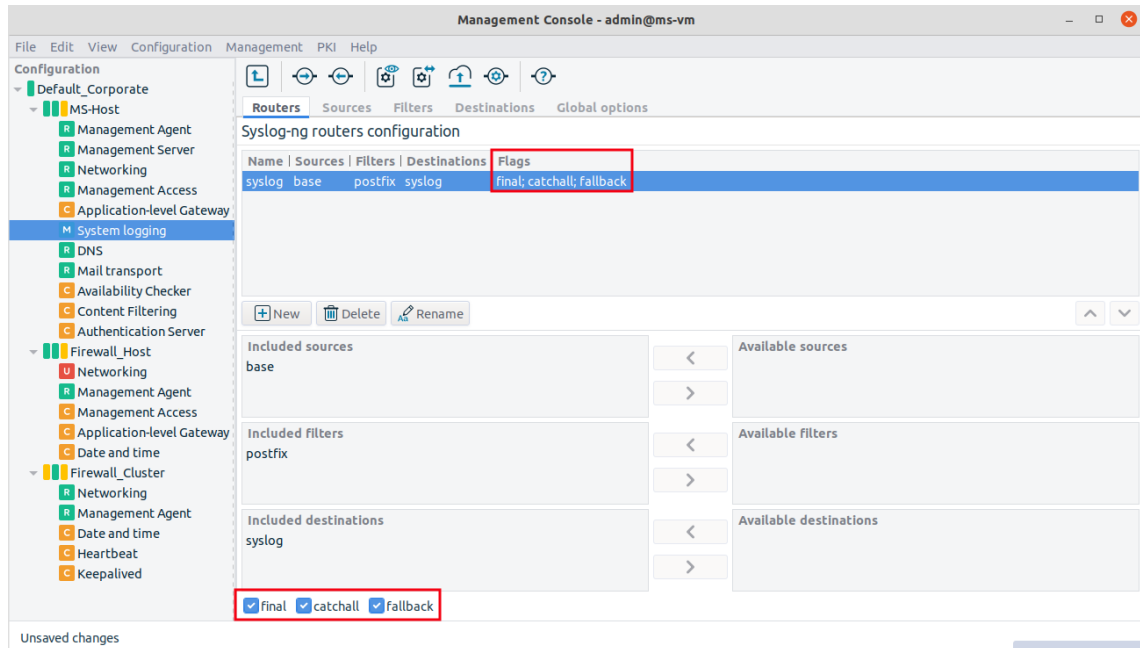 Management Console - admin@ms-vm
File Edit View Configuration Management PKI Help
Configuration
Default_Corporate
MS-Host
R Management Agent
R Management Server
R Networking
R Management Access
C Application-level Gateway
M System logging
R DNS
R Mail transport
C Availability Checker
C Content Filtering
C Authentication Server
Firewall_Host
U Networking
R Management Agent
C Management Access
C Application-level Gateway
C Date and time
Firewall_Cluster
R Networking
R Management Agent
C Date and time
C Heartbeat
C Keepalived
Routers Sources Filters Destinations Global options
Syslog-ng routers configuration
Name Sources Filters Destinations Flags
syslog base postfix syslog final; catchall; fallback
New Delete Aa Rename
Included sources
base
Available sources
Included filters
postfix
Available filters
Included destinations
syslog
Available destinations
final catchall fallback
Unsaved changes